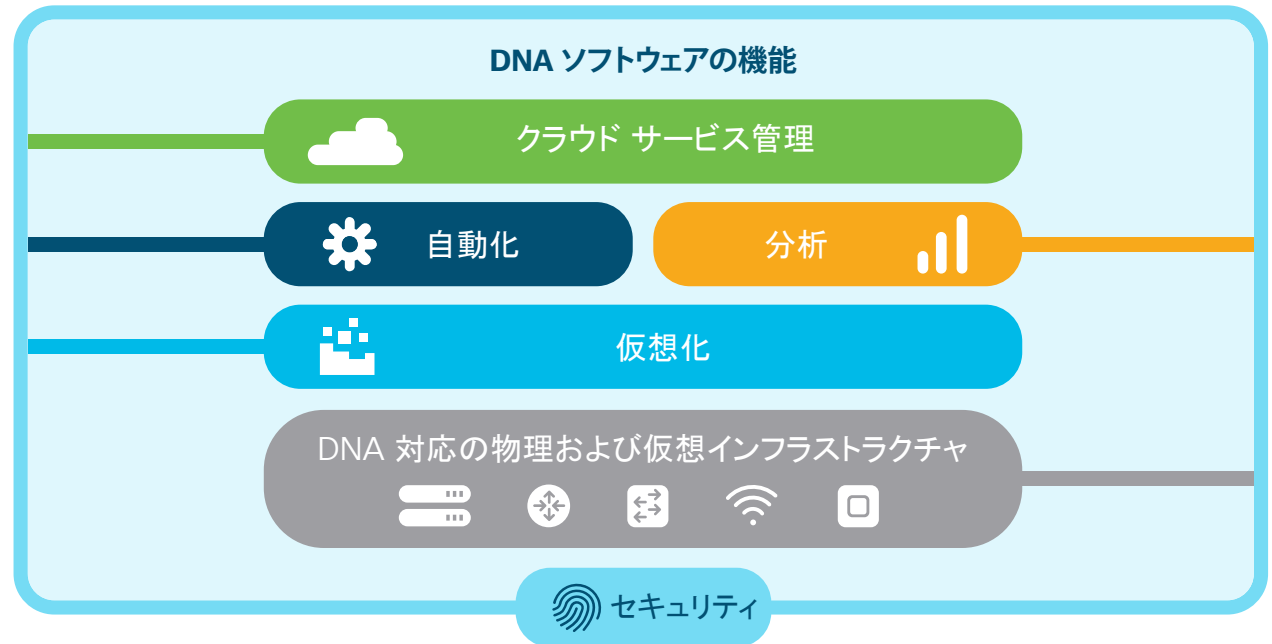 DNA ソフトウェアの機能
クラウド サービス管理
自動化
分析
仮想化
DNA 対応の物理および仮想インフラストラクチャ
セキュリティ